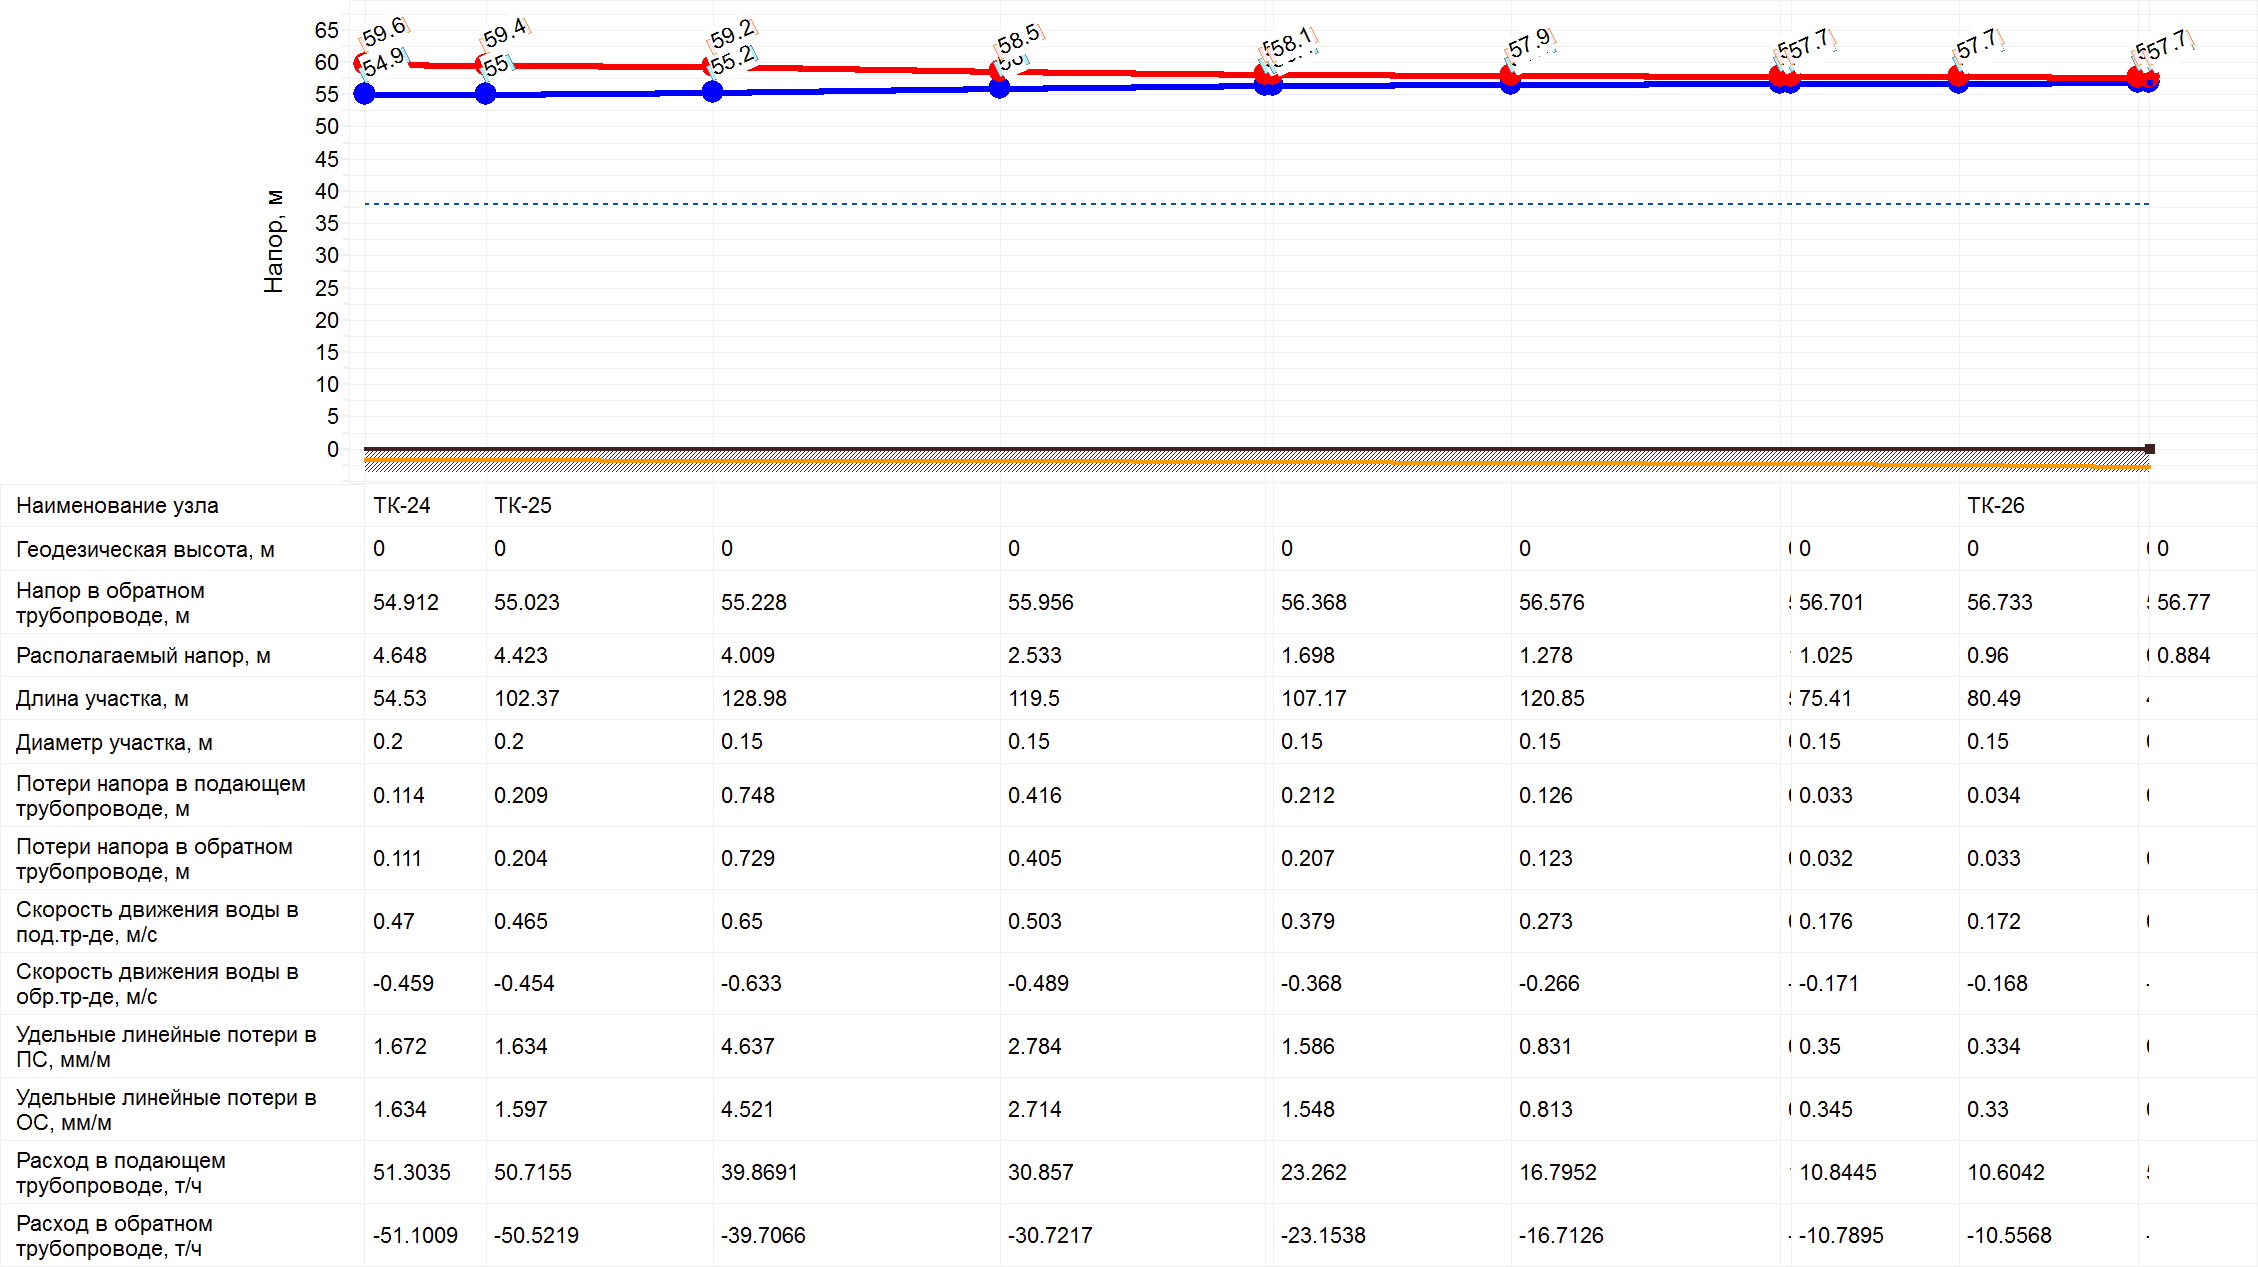 65
60
55
50
45
40
35
30
25
20
15
10
5
0
Напор, м
59.6 59.4 59.2 58.5 58.1 57.9 57.7 57.7 57.7
54.9 55 55.2
Наименование узла ТК-24 ТК-25 ТК-26
Геодезическая высота, м 0 0 0 0 0 0 0 0 0
Напор в обратном
трубопроводе, м 54.912 55.023 55.228 55.956 56.368 56.576 56.701 56.733 56.77
Располагаемый напор, м 4.648 4.423 4.009 2.533 1.698 1.278 1.025 0.96 0.884
Длина участка, м 54.53 102.37 128.98 119.5 107.17 120.85 75.41 80.49
Диаметр участка, м 0.2 0.2 0.15 0.15 0.15 0.15 0.15 0.15
Потери напора в подающем
трубопроводе, м 0.114 0.209 0.748 0.416 0.212 0.126 0.033 0.034
Потери напора в обратном
трубопроводе, м 0.111 0.204 0.729 0.405 0.207 0.123 0.032 0.033
Скорость движения воды в
под.тр-де, м/с 0.47 0.465 0.65 0.503 0.379 0.273 0.176 0.172
Скорость движения воды в
обр.тр-де, м/с -0.459 -0.454 -0.633 -0.489 -0.368 -0.266 -0.171 -0.168
Удельные линейные потери в
ПС, мм/м 1.672 1.634 4.637 2.784 1.586 0.831 0.35 0.334
Удельные линейные потери в
ОС, мм/м 1.634 1.597 4.521 2.714 1.548 0.813 0.345 0.33
Расход в подающем
трубопроводе, т/ч 51.3035 50.7155 39.8691 30.857 23.262 16.7952 10.8445 10.6042
Расход в обратном
трубопроводе, т/ч -51.1009 -50.5219 -39.7066 -30.7217 -23.1538 -16.7126 -10.7895 -10.5568